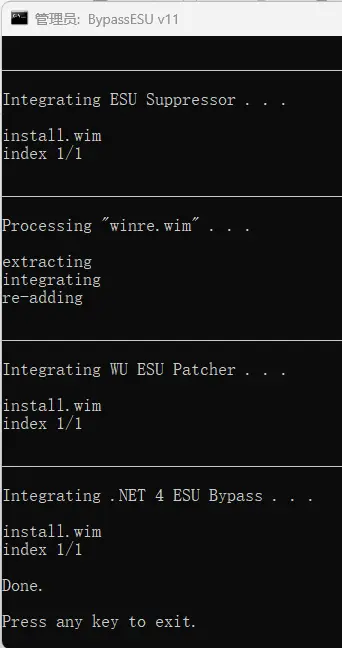 管理员: BypassESU v11
Integrating ESU Suppressor . . .
install.wim
index 1/1
Processing "winre.wim" . . .
extracting
integrating
re-adding
Integrating WU ESU Patcher . . .
install.wim
index 1/1
Integrating .NET 4 ESU Bypass . . .
install.wim
index 1/1
Done.
Press any key to exit.